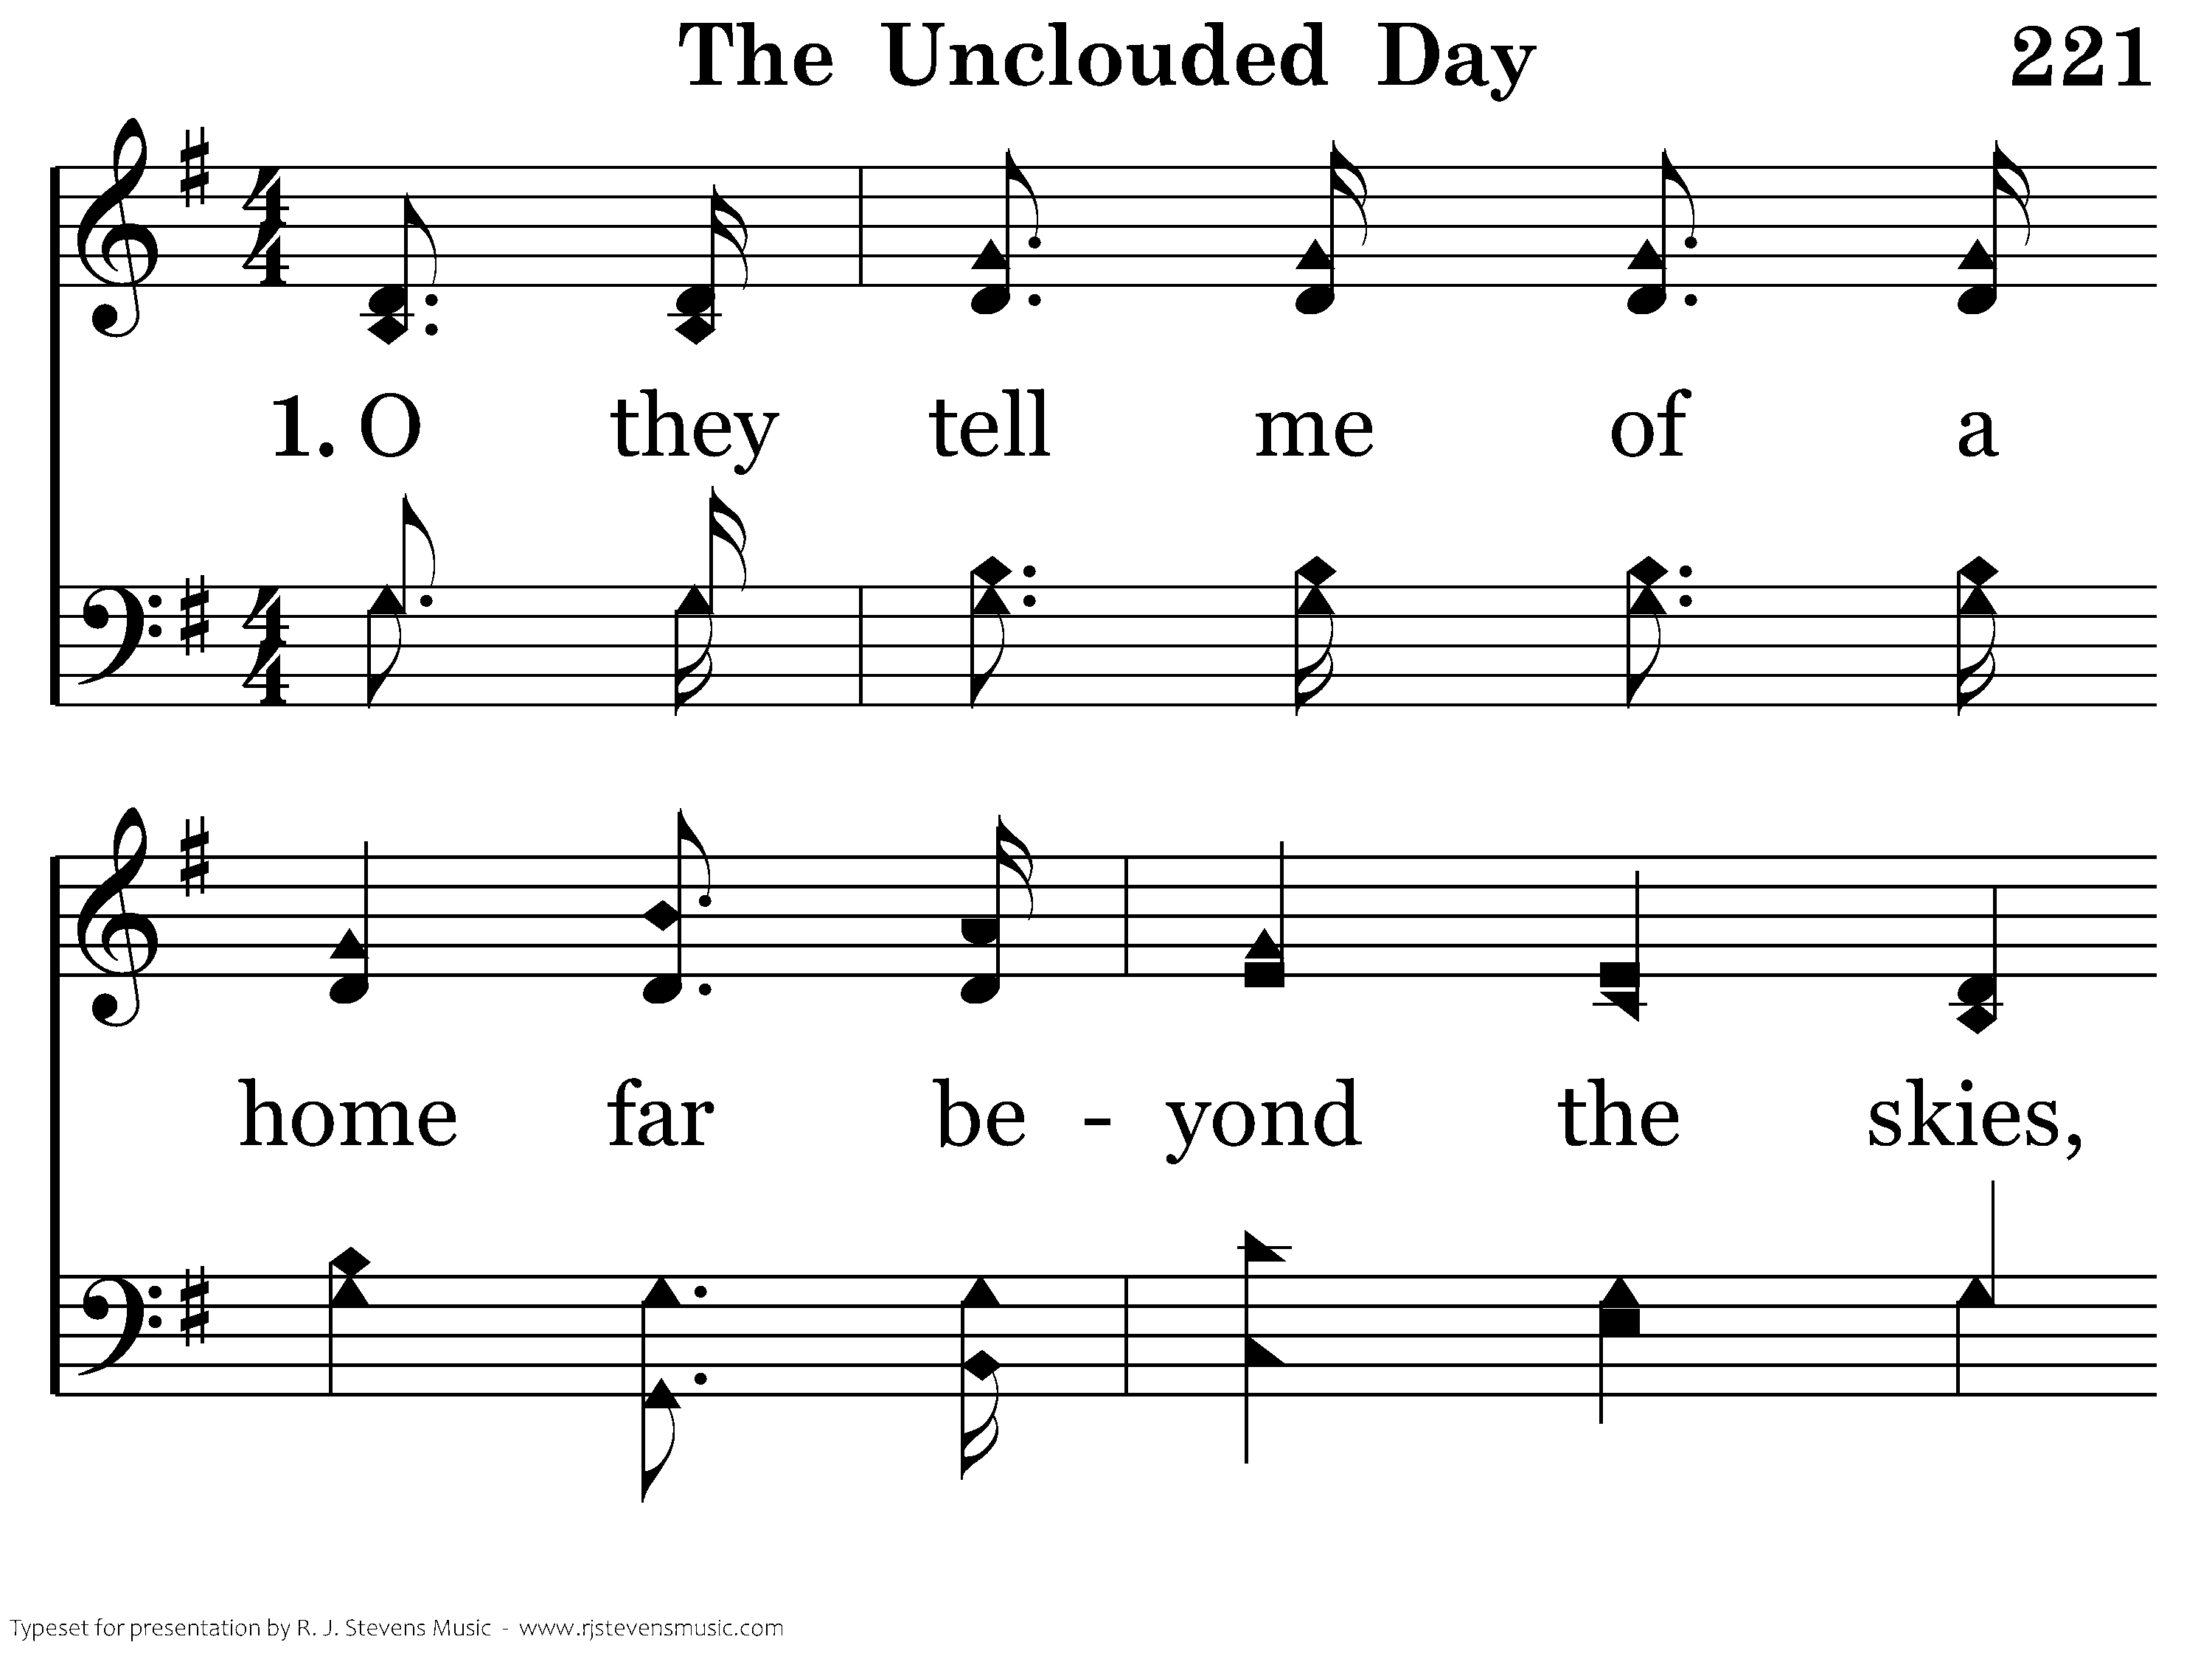 The Unclouded Day 221
1. O they tell me of a
home far be - yond the skies,
Typeset for presentation by R. J. Stevens Music - www.rjstevensmusic.com